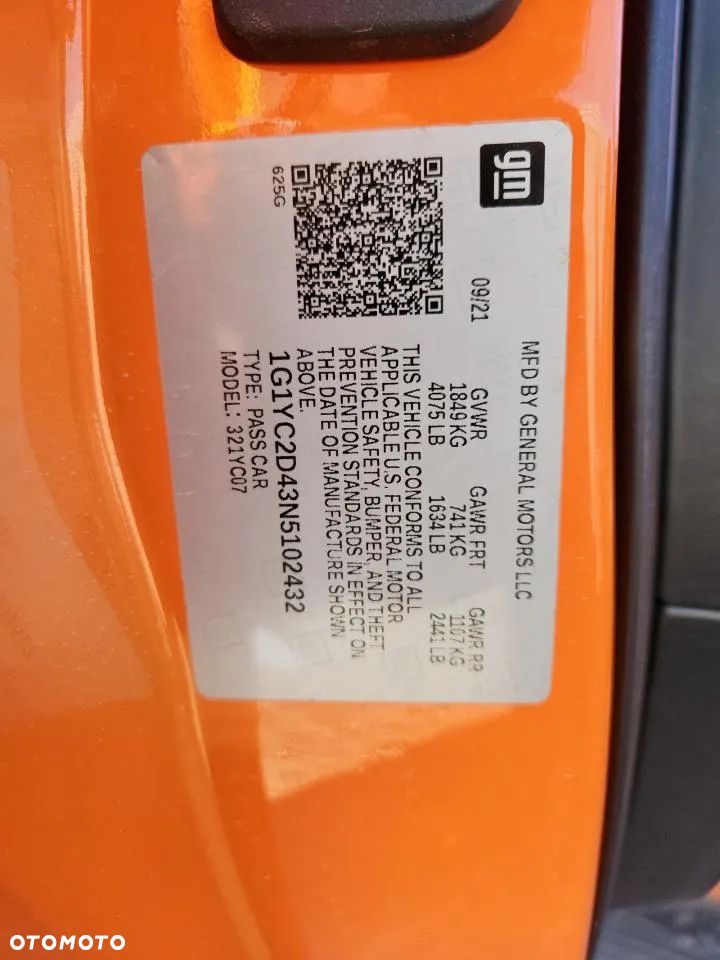 gm
MFD BY GENERAL MOTORS LLC
09/21 GVWR GAWR FRT GAWR RR
1849 KG 741 KG 1107 KG
4075 LB 1634 LB 2441 LB
THIS VEHICLE CONFORMS TO ALL
APPLICABLE U.S. FEDERAL MOTOR
VEHICLE SAFETY, BUMPER, AND THEFT
PREVENTION STANDARDS IN EFFECT ON
THE DATE OF MANUFACTURE SHOWN
ABOVE.
1G1YC2D43N5102432
TYPE: PASS CAR
MODEL: 321YC07
625G
OTOMOTO